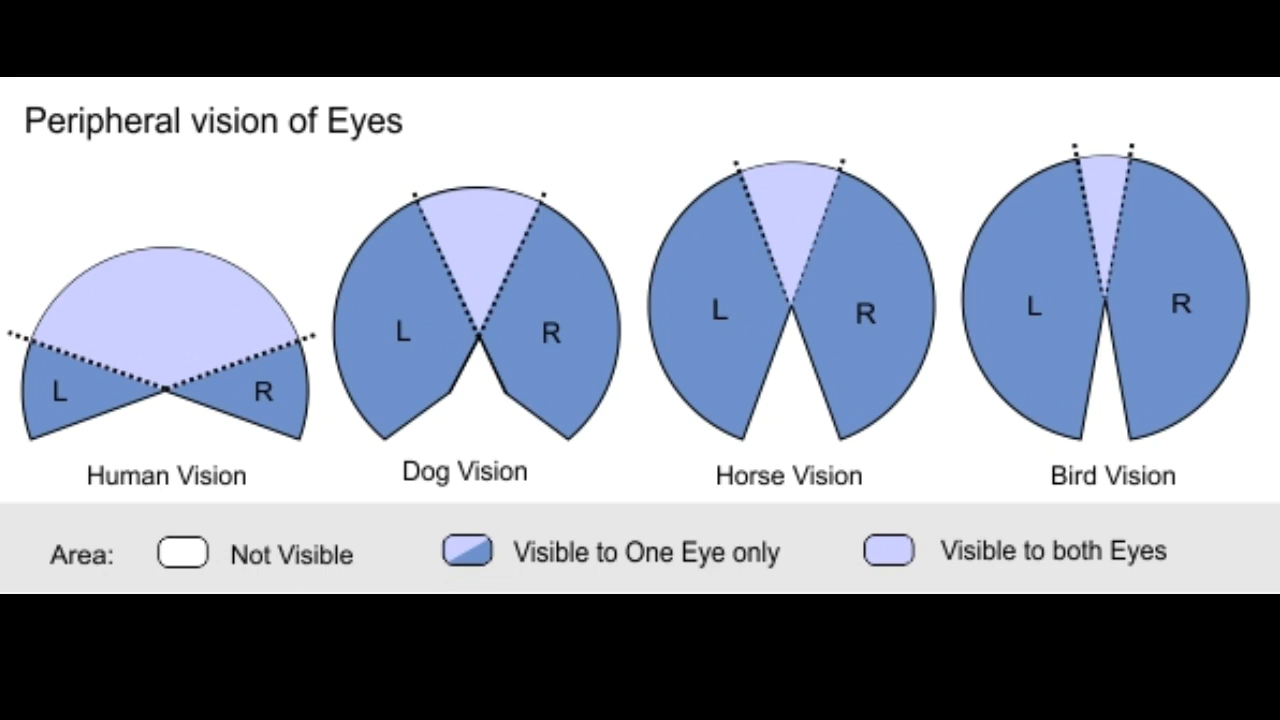 Peripheral vision of Eyes
L
R
L
R
L
R
L
R
Human Vision
Dog Vision
Horse Vision
Bird Vision
Area:
Not Visible
Visible to One Eye only
Visible to both Eyes